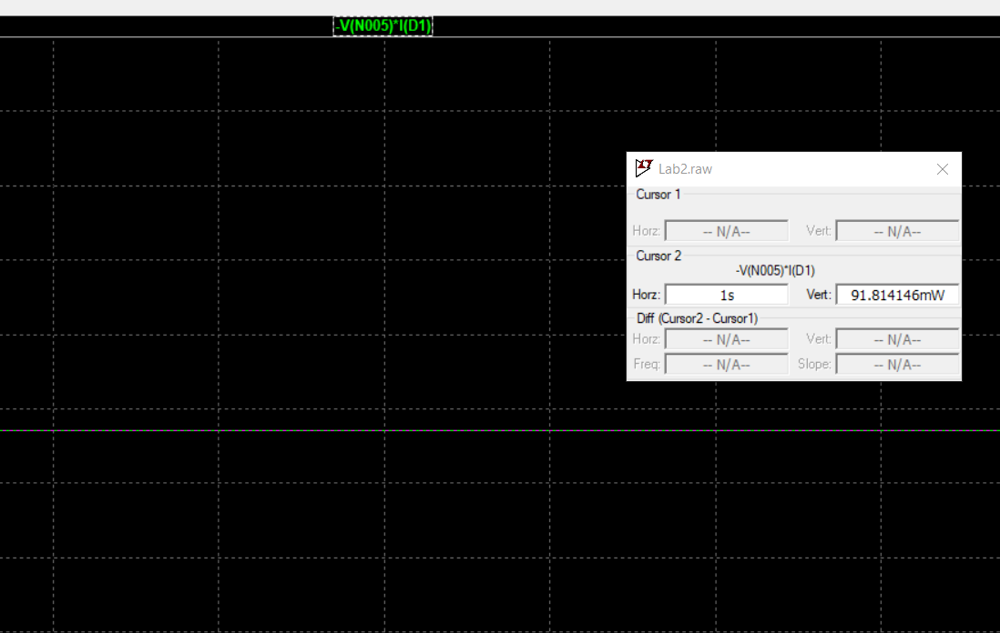 -V(N005)*I(D1)
Lab2.raw
Cursor 1
Horz: -- N/A-- Vert: -- N/A--
Cursor 2
-V(N005)*I(D1)
Horz: 1s Vert: 91.814146mW
Diff (Cursor2 - Cursor1)
Horz: -- N/A-- Vert: -- N/A--
Freq: -- N/A-- Slope: -- N/A--